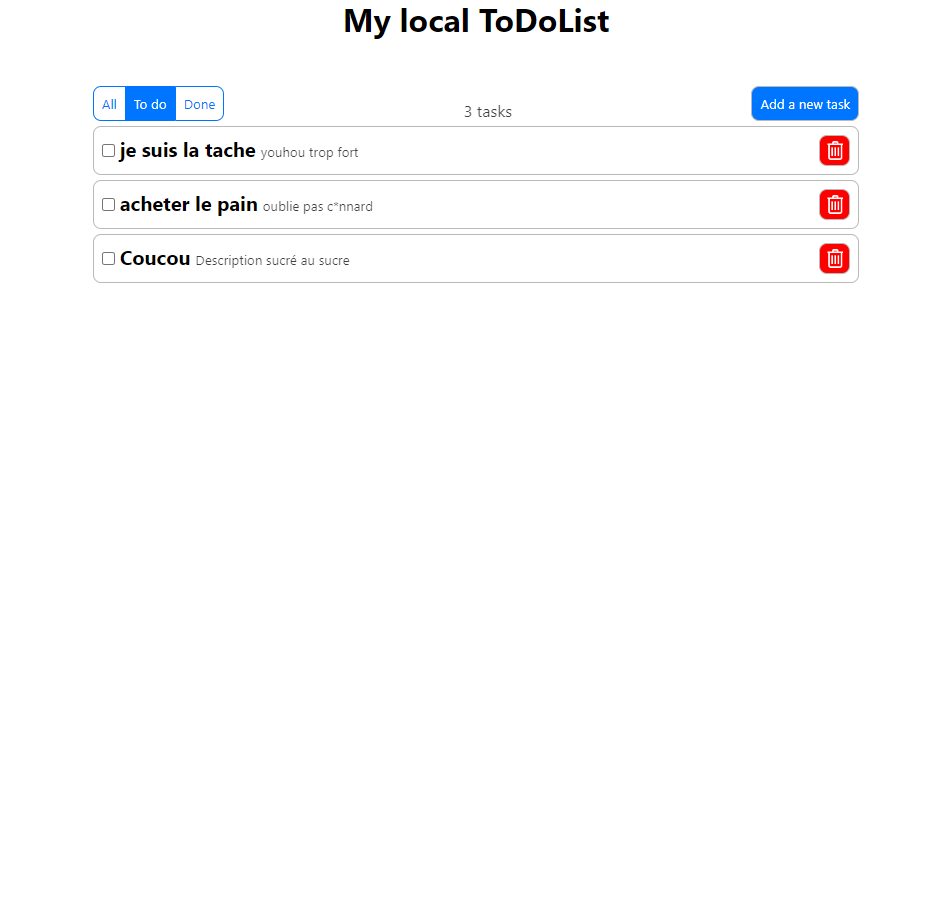 My local ToDoList
All To do Done 3 tasks Add a new task
je suis la tache youhou trop fort
acheter le pain oublie pas c*nnard
Coucou Description sucré au sucre